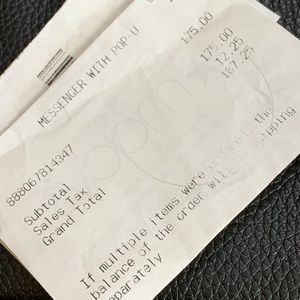 MESSENGER WITH POP-U 175.00
888067814347
Subtotal 175.00
Sales Tax 12.25
Grand Total 187.25
If multiple items were ordered, the
balance of the order will be shipping
separately